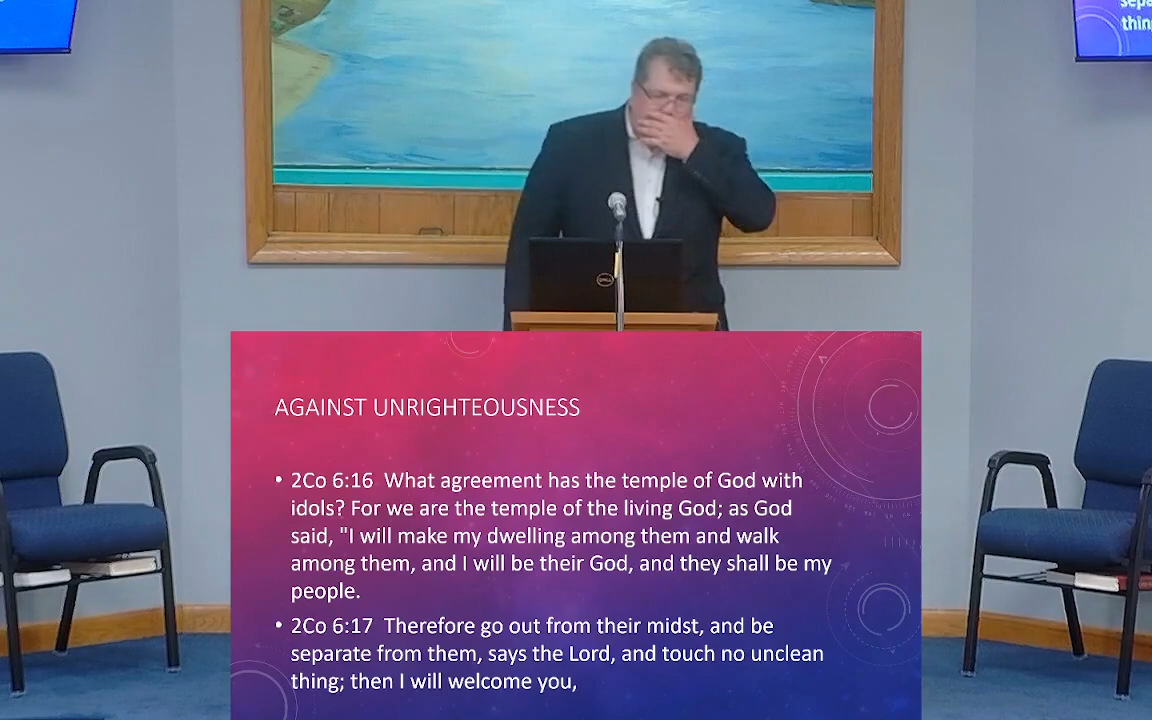 sepa
thin
DELL
AGAINST UNRIGHTEOUSNESS
• 2Co 6:16 What agreement has the temple of God with
idols? For we are the temple of the living God; as God
said, "I will make my dwelling among them and walk
among them, and I will be their God, and they shall be my
people.
• 2Co 6:17 Therefore go out from their midst, and be
separate from them, says the Lord, and touch no unclean
thing; then I will welcome you,